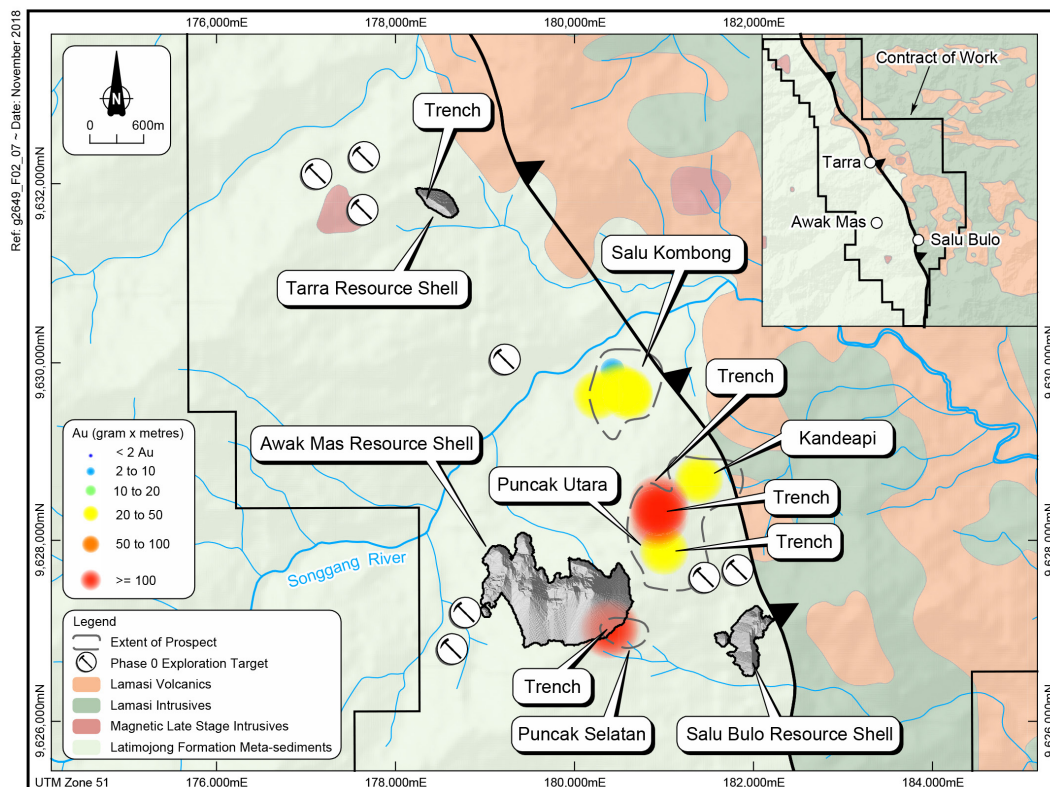 176,000mE
178,000mE
180,000mE
182,000mE
Ref: g2649_F02_07 ~ Date: November 2018
N
0
600m
Trench
Contract of Work
Tarra
Awak Mas
Salu Bulo
9,632,000mN
Salu Kombong
Tarra Resource Shell
9,630,000mN
9,630,000mN
Trench
Au (gram x metres)
< 2 Au
2 to 10
10 to 20
20 to 50
50 to 100
>= 100
Awak Mas Resource Shell
Kandeapi
Puncak Utara
Trench
Trench
9,628,000mN
9,628,000mN
Songgang River
Legend
Extent of Prospect
Phase 0 Exploration Target
Lamasi Volcanics
Lamasi Intrusives
Magnetic Late Stage Intrusives
Latimojong Formation Meta-sediments
Trench
Puncak Selatan
Salu Bulo Resource Shell
9,626,000mN
9,626,000mN
UTM Zone 51
176,000mE
178,000mE
180,000mE
182,000mE
184,000mE